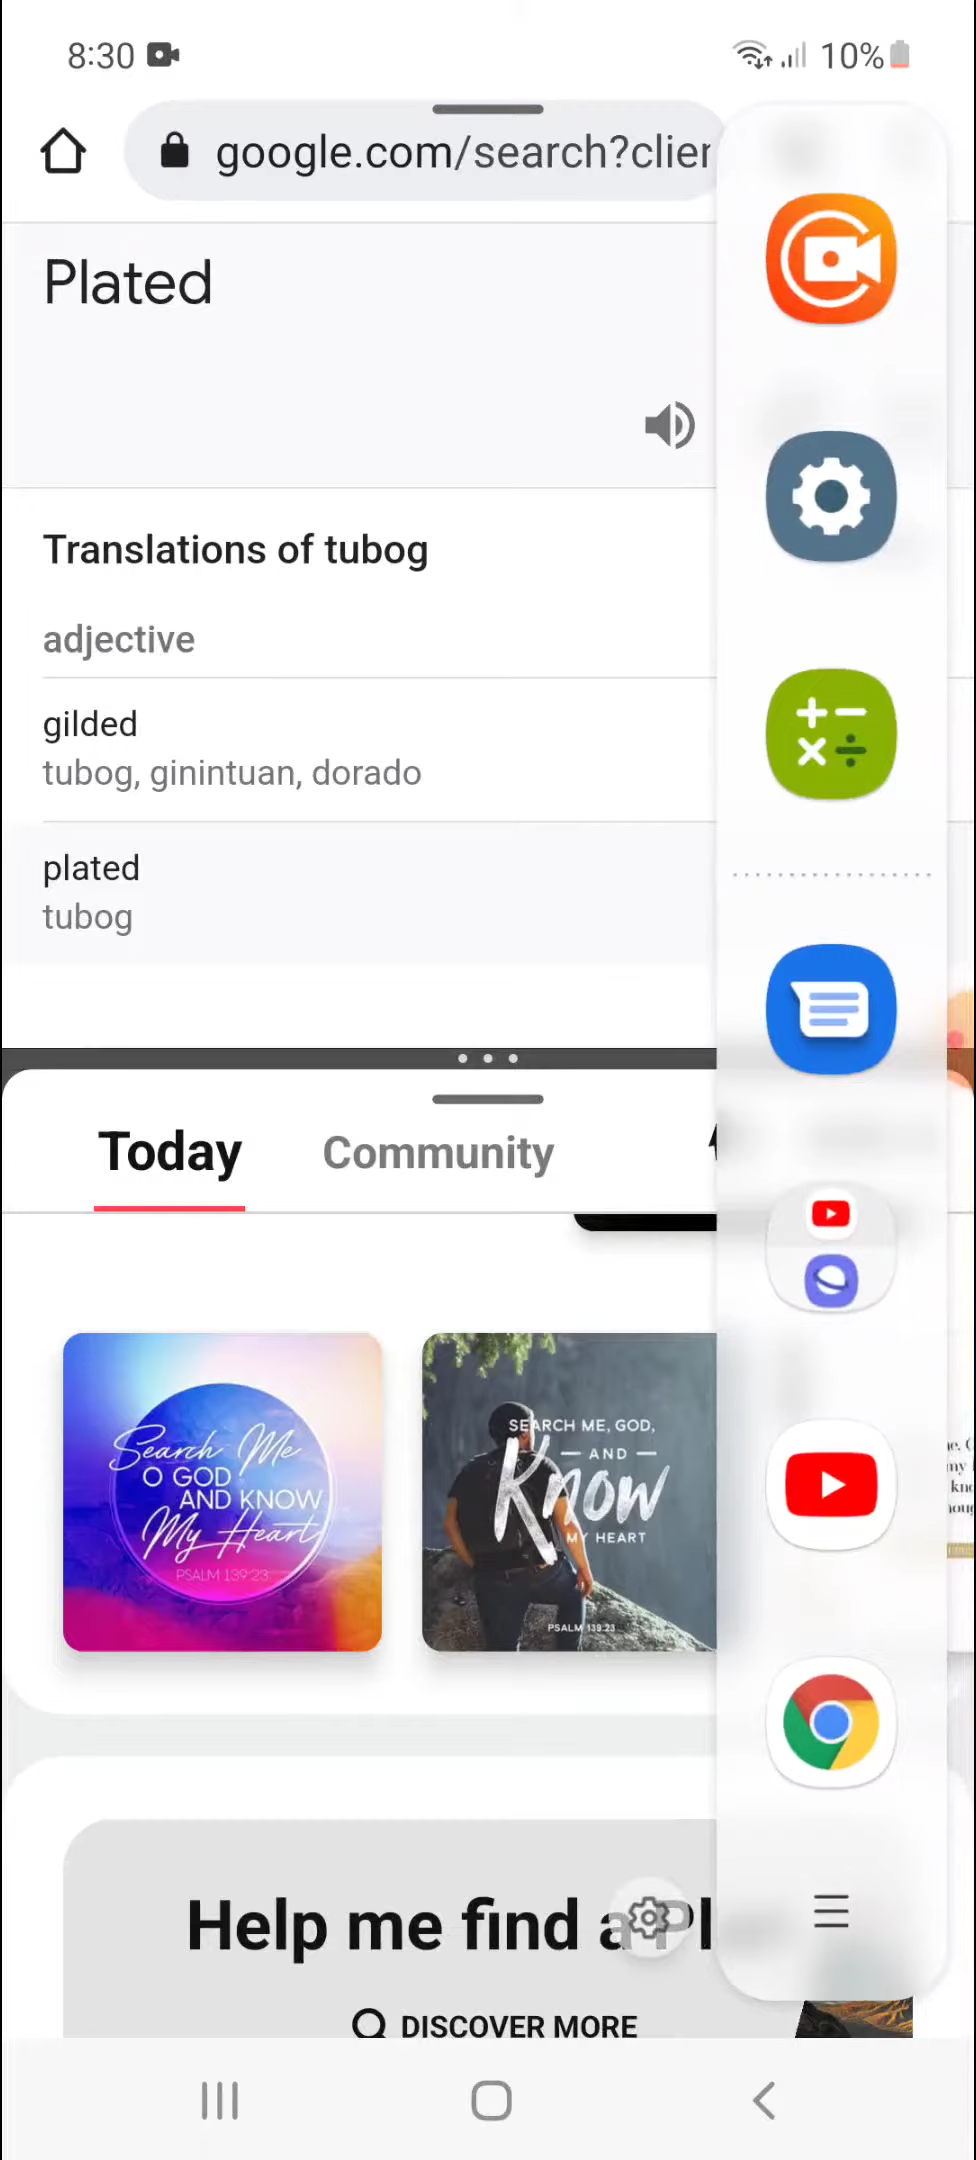 8:30
10%
google.com/search?clien
Plated
Translations of tubog
adjective
gilded
tubog, ginintuan, dorado
plated
tubog
Today
Community
Search Me
O GOD
AND KNOW
My Heart
PSALM 139:23
SEARCH ME, GOD,
AND
Know
MY HEART
PSALM 139:23
Help me find a Pl
DISCOVER MORE